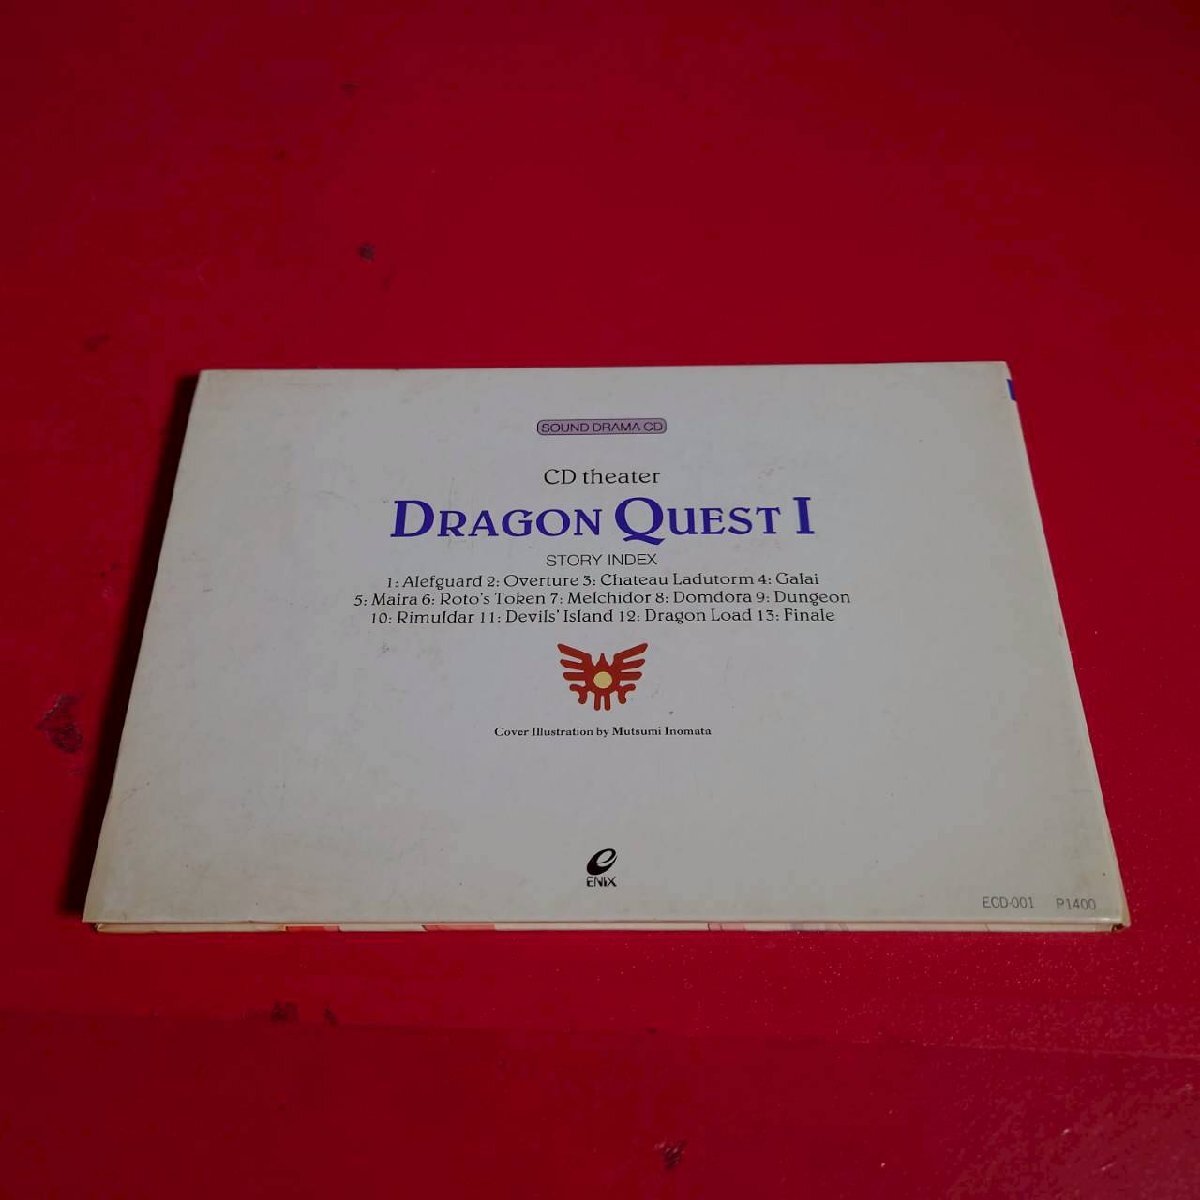 SOUND DRAMA CD
CD theater
DRAGON QUEST I
STORY INDEX
1: Alefguard 2: Overture 3: Chateau Ladutorm 4: Galai
5: Maira 6: Roto's Token 7: Melchidor 8: Domdora 9: Dungeon
10: Rimuldar 11: Devils' Island 12: Dragon Load 13: Finale
Cover Illustration by Mutsumi Inomata
ENIX
ECD-001 P1400